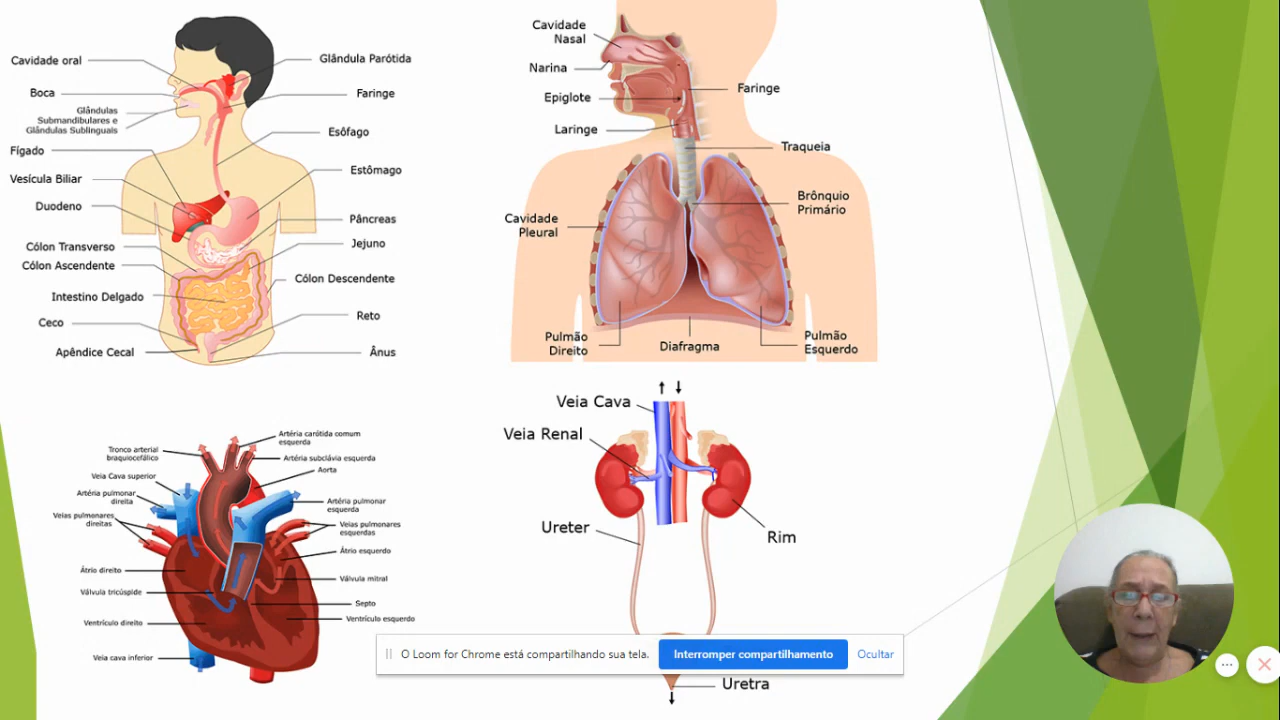 Cavidade oral
Boca
Glândulas
Submandibulares e
Glândulas Sublinguais
Fígado
Vesícula Biliar
Duodeno
Cólon Transverso
Cólon Ascendente
Intestino Delgado
Ceco
Apêndice Cecal
Glândula Parótida
Faringe
Esôfago
Estômago
Pâncreas
Jejuno
Cólon Descendente
Reto
Ânus
Cavidade
Nasal
Narina
Epiglote
Laringe
Cavidade
Pleural
Pulmão
Direito
Diafragma
Faringe
Traqueia
Brônquio
Primário
Pulmão
Esquerdo
Tronco arterial
braquiocefálico
Veia Cava superior
Artéria pulmonar
direita
Veias pulmonares
direitas
Átrio direito
Válvula tricúspide
Ventrículo direito
Veia cava inferior
Artéria carótida comum
esquerda
Artéria subclávia esquerda
Aorta
Artéria pulmonar
esquerda
Veias pulmonares
esquerdas
Átrio esquerdo
Válvula mitral
Septo
Ventrículo esquerdo
Veia Cava
Veia Renal
Ureter
Rim
Uretra
O Loom for Chrome está compartilhando sua tela.
Interromper compartilhamento
Ocultar